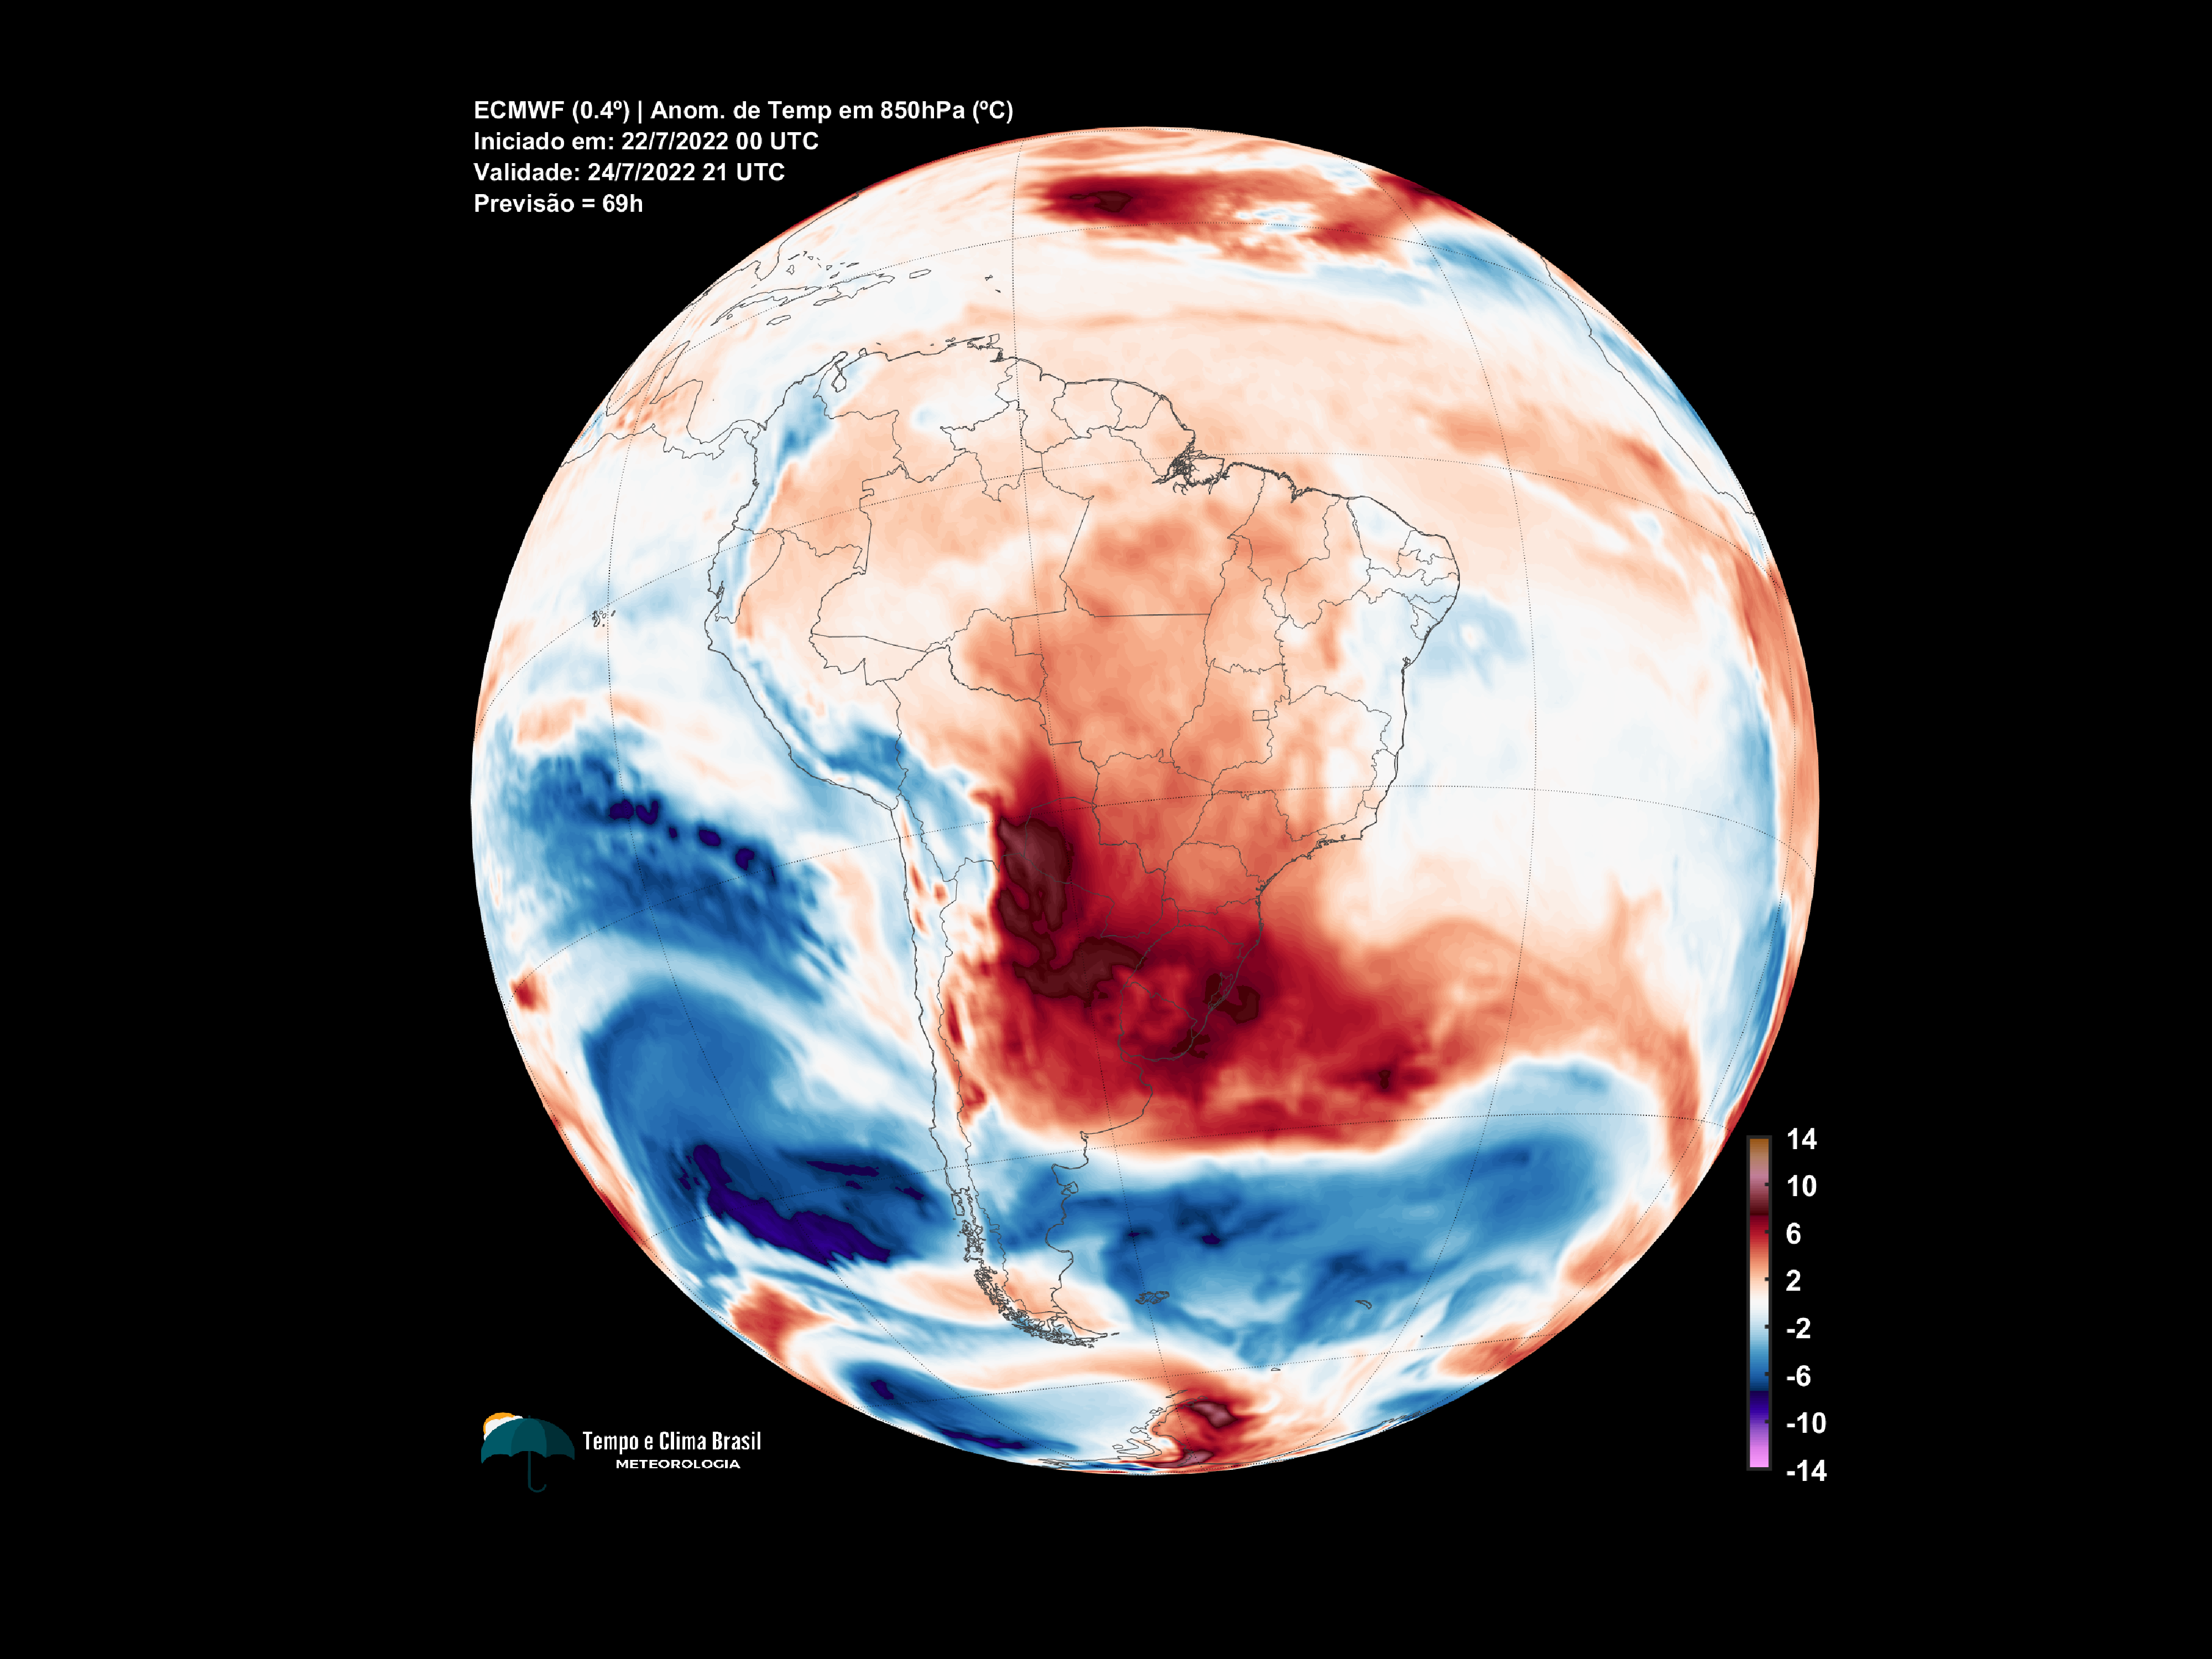 ECMWF (0.4º) | Anom. de Temp em 850hPa (ºC)
Iniciado em: 22/7/2022 00 UTC
Validade: 24/7/2022 21 UTC
Previsão = 69h
14
10
6
2
-2
-6
-10
-14
Tempo e Clima Brasil
METEOROLOGIA